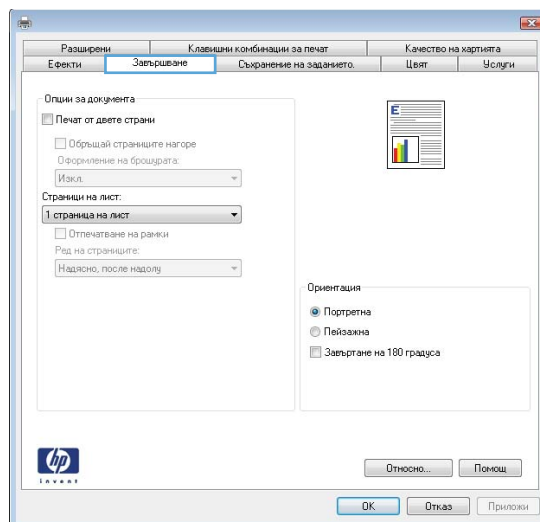 Разширени Клавишни комбинации за печат Качество на хартията
Ефекти Завършване Съхранение на заданието. Цвят Услуги
Опции за документа
Печат от двете страни
Обръщай страниците нагоре
Оформление на брошурата:
Изкл.
Страници на лист:
1 страница на лист
Отпечатване на рамки
Ред на страниците:
Надясно, после надолу
E
Ориентация
Портретна
Пейзажна
Завъртане на 180 градуса
hp
invent
Относно... Помощ
OK Отказ Приложи